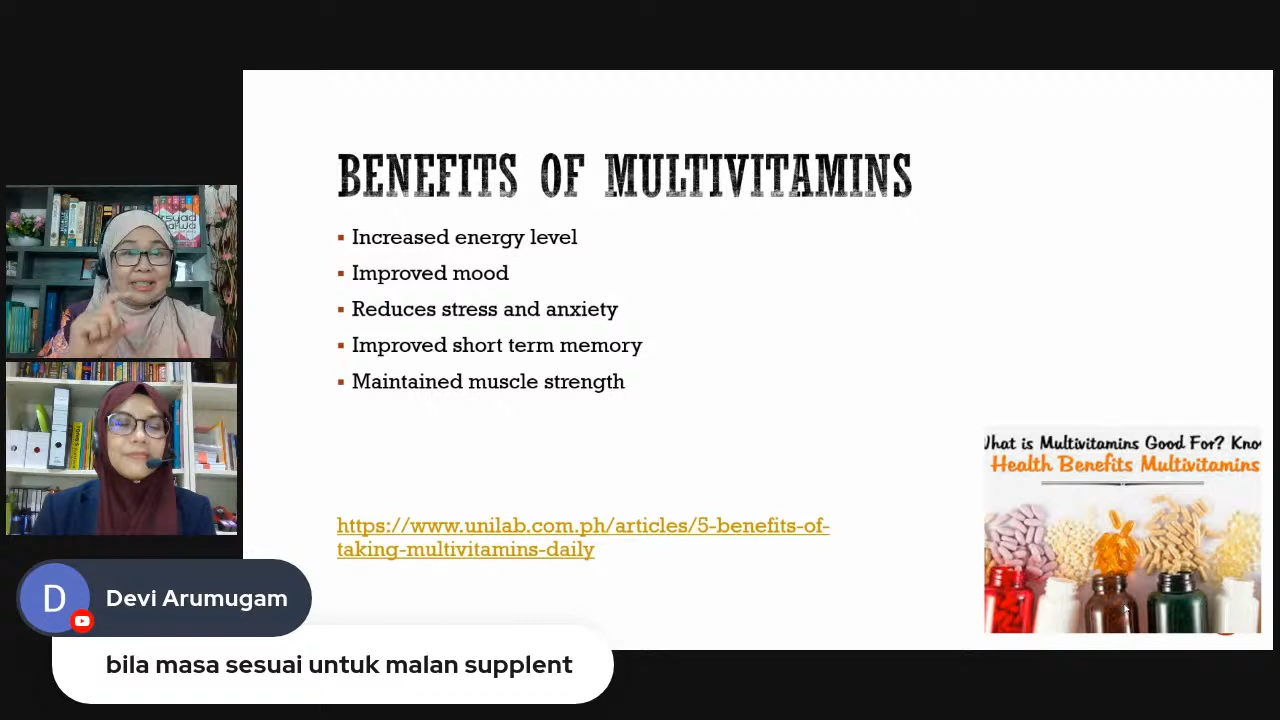 BENEFITS OF MULTIVITAMINS
Increased energy level
Improved mood
Reduces stress and anxiety
Improved short term memory
Maintained muscle strength
https://www.unilab.com.ph/articles/5-benefits-of-
taking-multivitamins-daily
What is Multivitamins Good For? Kno
Health Benefits Multivitamins
D
Devi Arumugam
bila masa sesuai untuk malan supplent